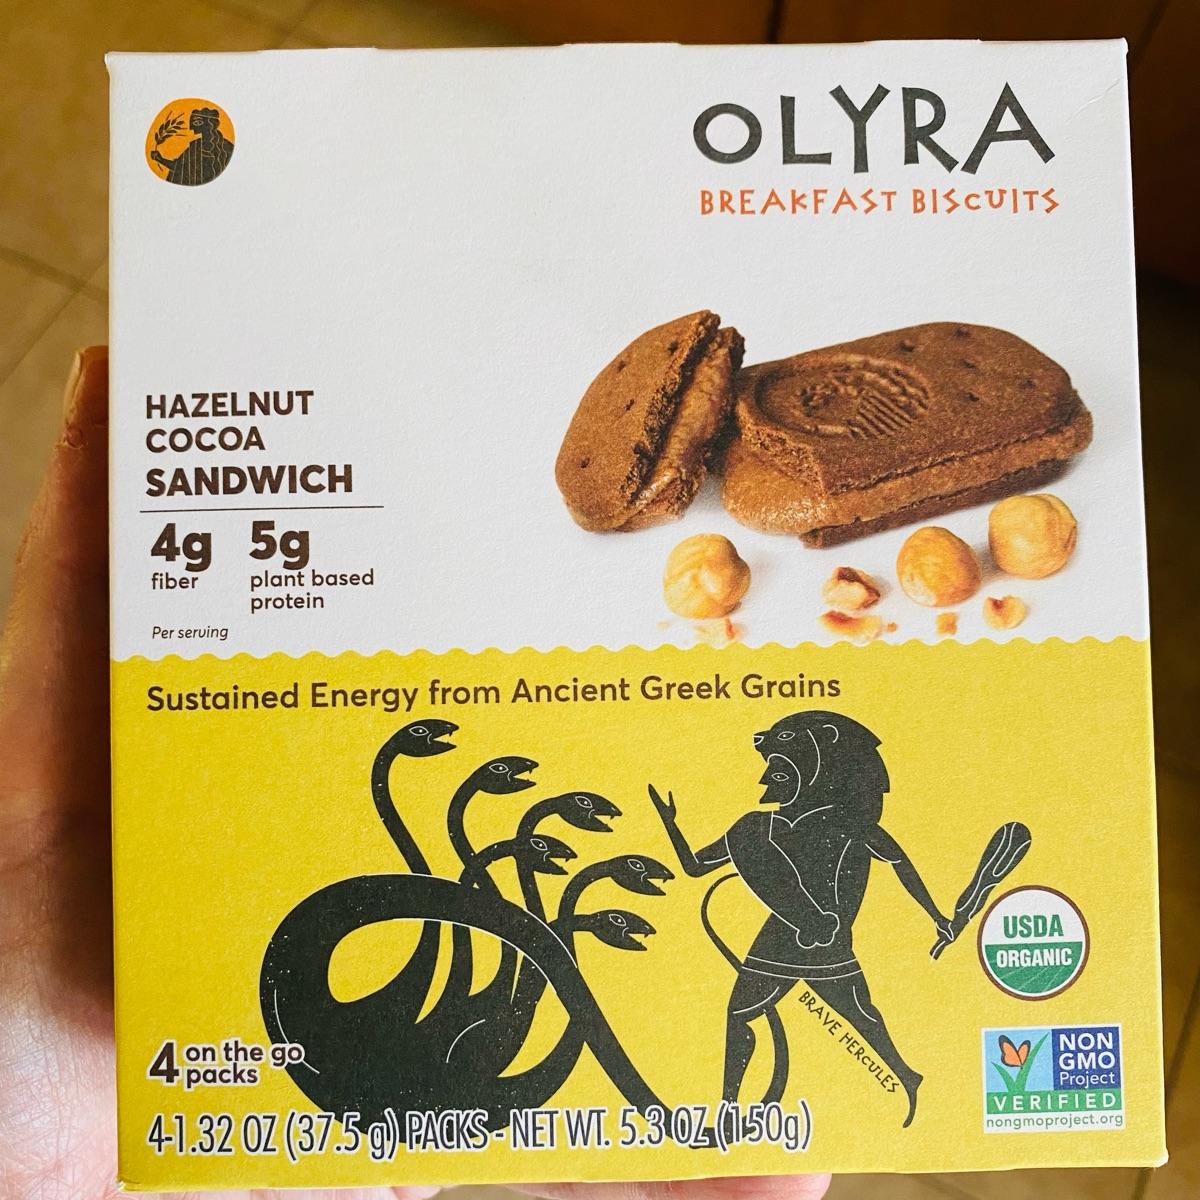 OLYRA
BREAKFAST BISCUITS
HAZELNUT
COCOA
SANDWICH
4g 5g
fiber plant based
protein
Per serving
Sustained Energy from Ancient Greek Grains
BRAVE HERCULES
USDA
ORGANIC
NON
GMO
Project
VERIFIED
nongmoproject.org
4 on the go
packs
4-1.32 OZ (37.5 g) PACKS - NET WT. 5.3 OZ (150g)